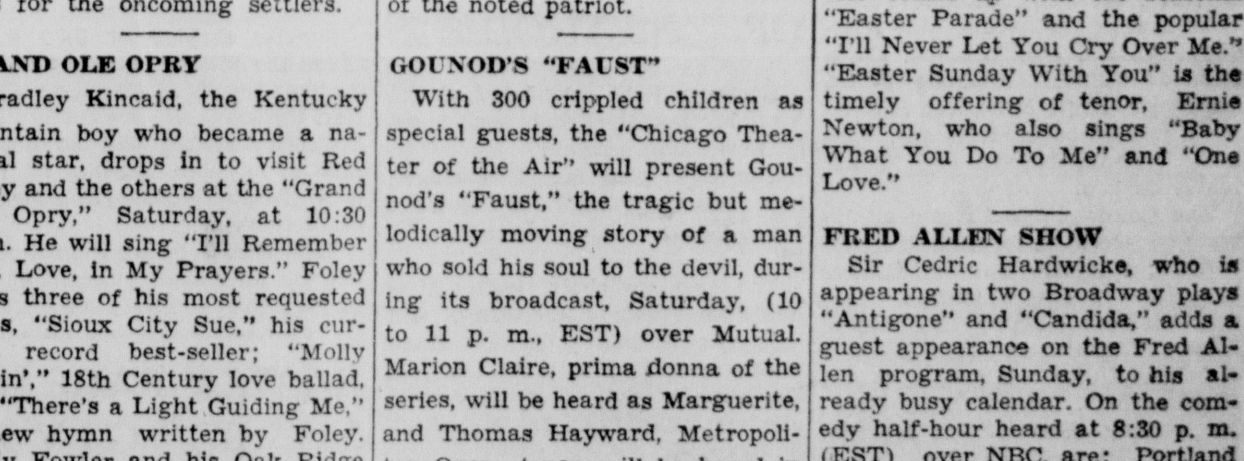 for the oncoming settlers.
AND OLE OPRY
radley Kincaid, the Kentucky
ntain boy who became a na-
al star, drops in to visit Red
y and the others at the "Grand
Opry," Saturday, at 10:30
. He will sing "I'll Remember
Love, in My Prayers." Foley
s three of his most requested
s, "Sioux City Sue," his cur-
record best-seller; "Molly
in'," 18th Century love ballad,
"There's a Light Guiding Me,"
ew hymn written by Foley.
y Fowler and his Oak Ridge
of the noted patriot.
GOUNOD'S "FAUST"
With 300 crippled children as
special guests, the "Chicago Thea-
ter of the Air" will present Gou-
nod's "Faust," the tragic but me-
lodically moving story of a man
who sold his soul to the devil, dur-
ing its broadcast, Saturday, (10
to 11 p. m., EST) over Mutual.
Marion Claire, prima donna of the
series, will be heard as Marguerite,
and Thomas Hayward, Metropoli-
"Easter Parade" and the popular
"I'll Never Let You Cry Over Me."
"Easter Sunday With You" is the
timely offering of tenor, Ernie
Newton, who also sings "Baby
What You Do To Me" and "One
Love."
FRED ALLEN SHOW
Sir Cedric Hardwicke, who is
appearing in two Broadway plays
"Antigone" and "Candida," adds a
guest appearance on the Fred Al-
len program, Sunday, to his al-
ready busy calendar. On the com-
edy half-hour heard at 8:30 p. m.
(EST) over NBC, are: Portland